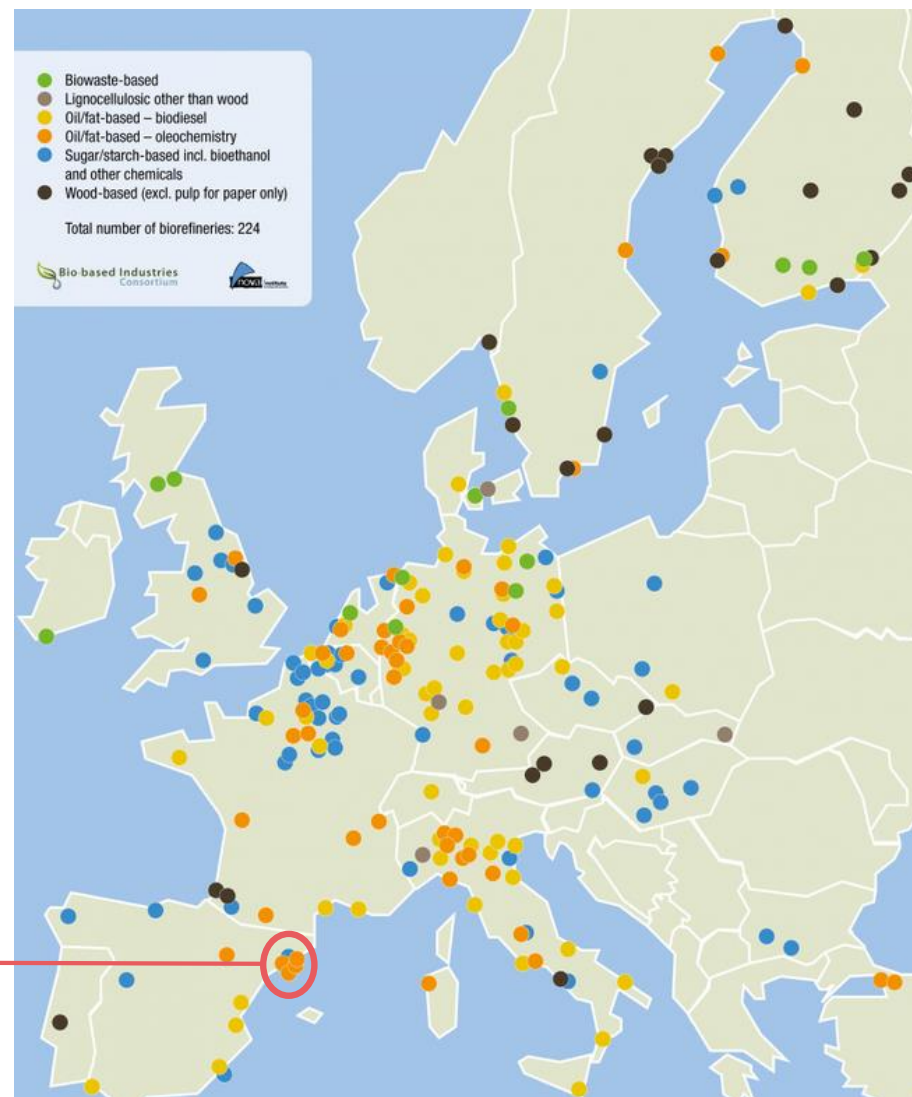 Biowaste-based
Lignocellulosic other than wood
Oil/fat-based – biodiesel
Oil/fat-based – oleochemistry
Sugar/starch-based incl. bioethanol
and other chemicals
Wood-based (excl. pulp for paper only)
Total number of biorefineries: 224
Bio-based Industries
Consortium
nova Institute